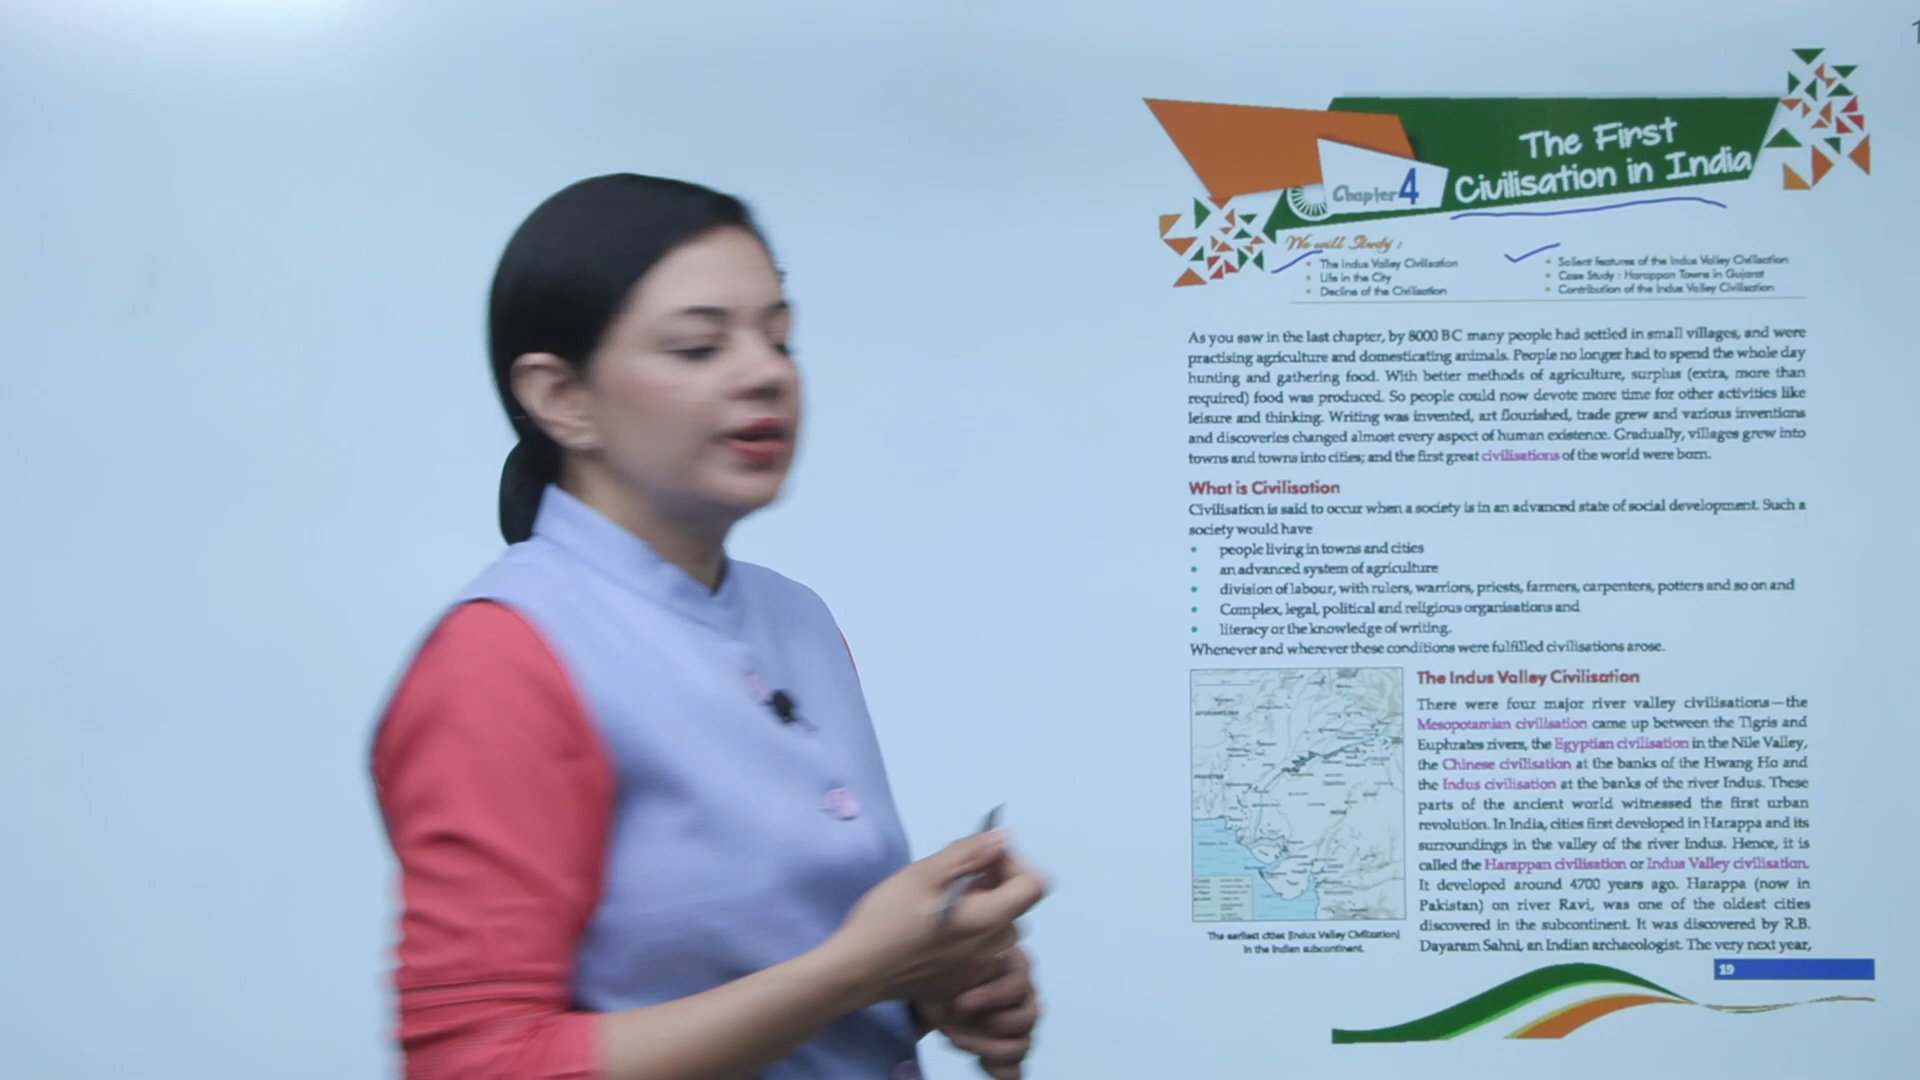 The First
Civilisation in India
Chapter 4
We will Study :
• The Indus Valley Civilisation
• Life in the City
• Decline of the Civilisation
• Salient features of the Indus Valley Civilisation
• Case Study : Harappan Towns in Gujarat
• Contribution of the Indus Valley Civilisation
As you saw in the last chapter, by 8000 BC many people had settled in small villages, and were
practising agriculture and domesticating animals. People no longer had to spend the whole day
hunting and gathering food. With better methods of agriculture, surplus (extra, more than
required) food was produced. So people could now devote more time for other activities like
leisure and thinking. Writing was invented, art flourished, trade grew and various inventions
and discoveries changed almost every aspect of human existence. Gradually, villages grew into
towns and towns into cities; and the first great civilisations of the world were born.
What is Civilisation
Civilisation is said to occur when a society is in an advanced state of social development. Such a
society would have
• people living in towns and cities
• an advanced system of agriculture
• division of labour, with rulers, warriors, priests, farmers, carpenters, potters and so on and
• Complex, legal, political and religious organisations and
• literacy or the knowledge of writing.
Whenever and wherever these conditions were fulfilled civilisations arose.
The Indus Valley Civilisation
There were four major river valley civilisations—the
Mesopotamian civilisation came up between the Tigris and
Euphrates rivers, the Egyptian civilisation in the Nile Valley,
the Chinese civilisation at the banks of the Hwang Ho and
the Indus civilisation at the banks of the river Indus. These
parts of the ancient world witnessed the first urban
revolution. In India, cities first developed in Harappa and its
surroundings in the valley of the river Indus. Hence, it is
called the Harappan civilisation or Indus Valley civilisation.
It developed around 4700 years ago. Harappa (now in
Pakistan) on river Ravi, was one of the oldest cities
discovered in the subcontinent. It was discovered by R.B.
Dayaram Sahni, an Indian archaeologist. The very next year,
The earliest cities (Indus Valley Civilization)
in the Indian subcontinent.
19